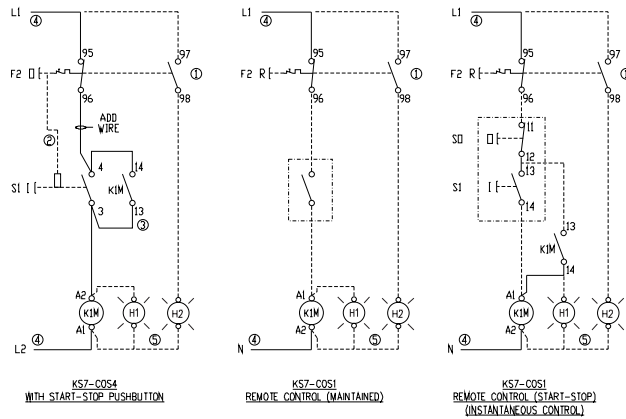 L1
④
95
97
F2
①
96
98
②
ADD
WIRE
4
14
K1M
S1
3
13
③
A2
K1M
H1
H2
A1
④
⑤
L2
KS7-COS4
WITH START-STOP PUSHBUTTON
L1
④
95
97
F2 R
①
96
98
A1
K1M
H1
H2
A2
④
⑤
N
KS7-COS1
REMOTE CONTROL (MAINTAINED)
L1
④
95
97
F2 R
①
96
98
11
S0
12
13
S1
14
13
K1M
14
A1
K1M
H1
H2
A2
④
⑤
N
KS7-COS1
REMOTE CONTROL (START-STOP)
(INSTANTANEOUS CONTROL)